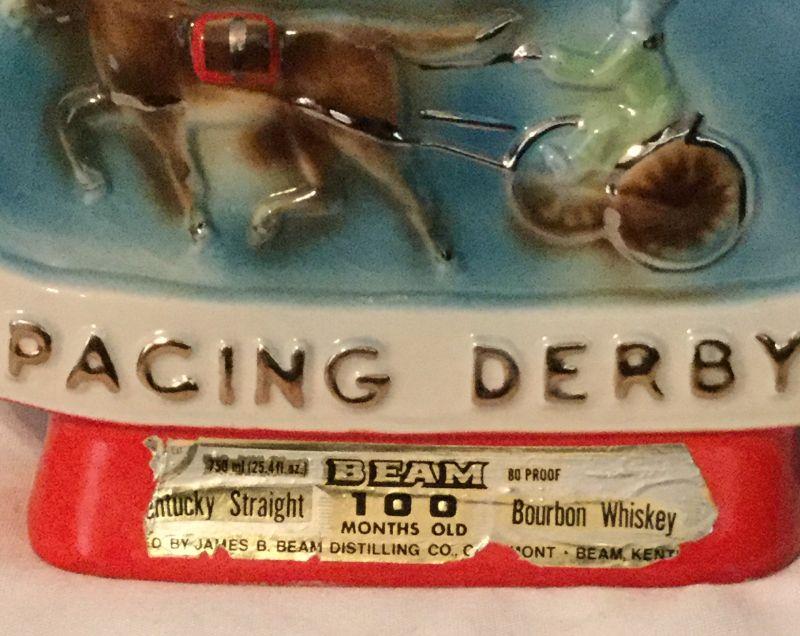 PACING DERBY
750 ml (25.4 fl. oz.) BEAM 80 PROOF
entucky Straight 100 Bourbon Whiskey
MONTHS OLD
D BY JAMES B. BEAM DISTILLING CO., C MONT · BEAM, KENT